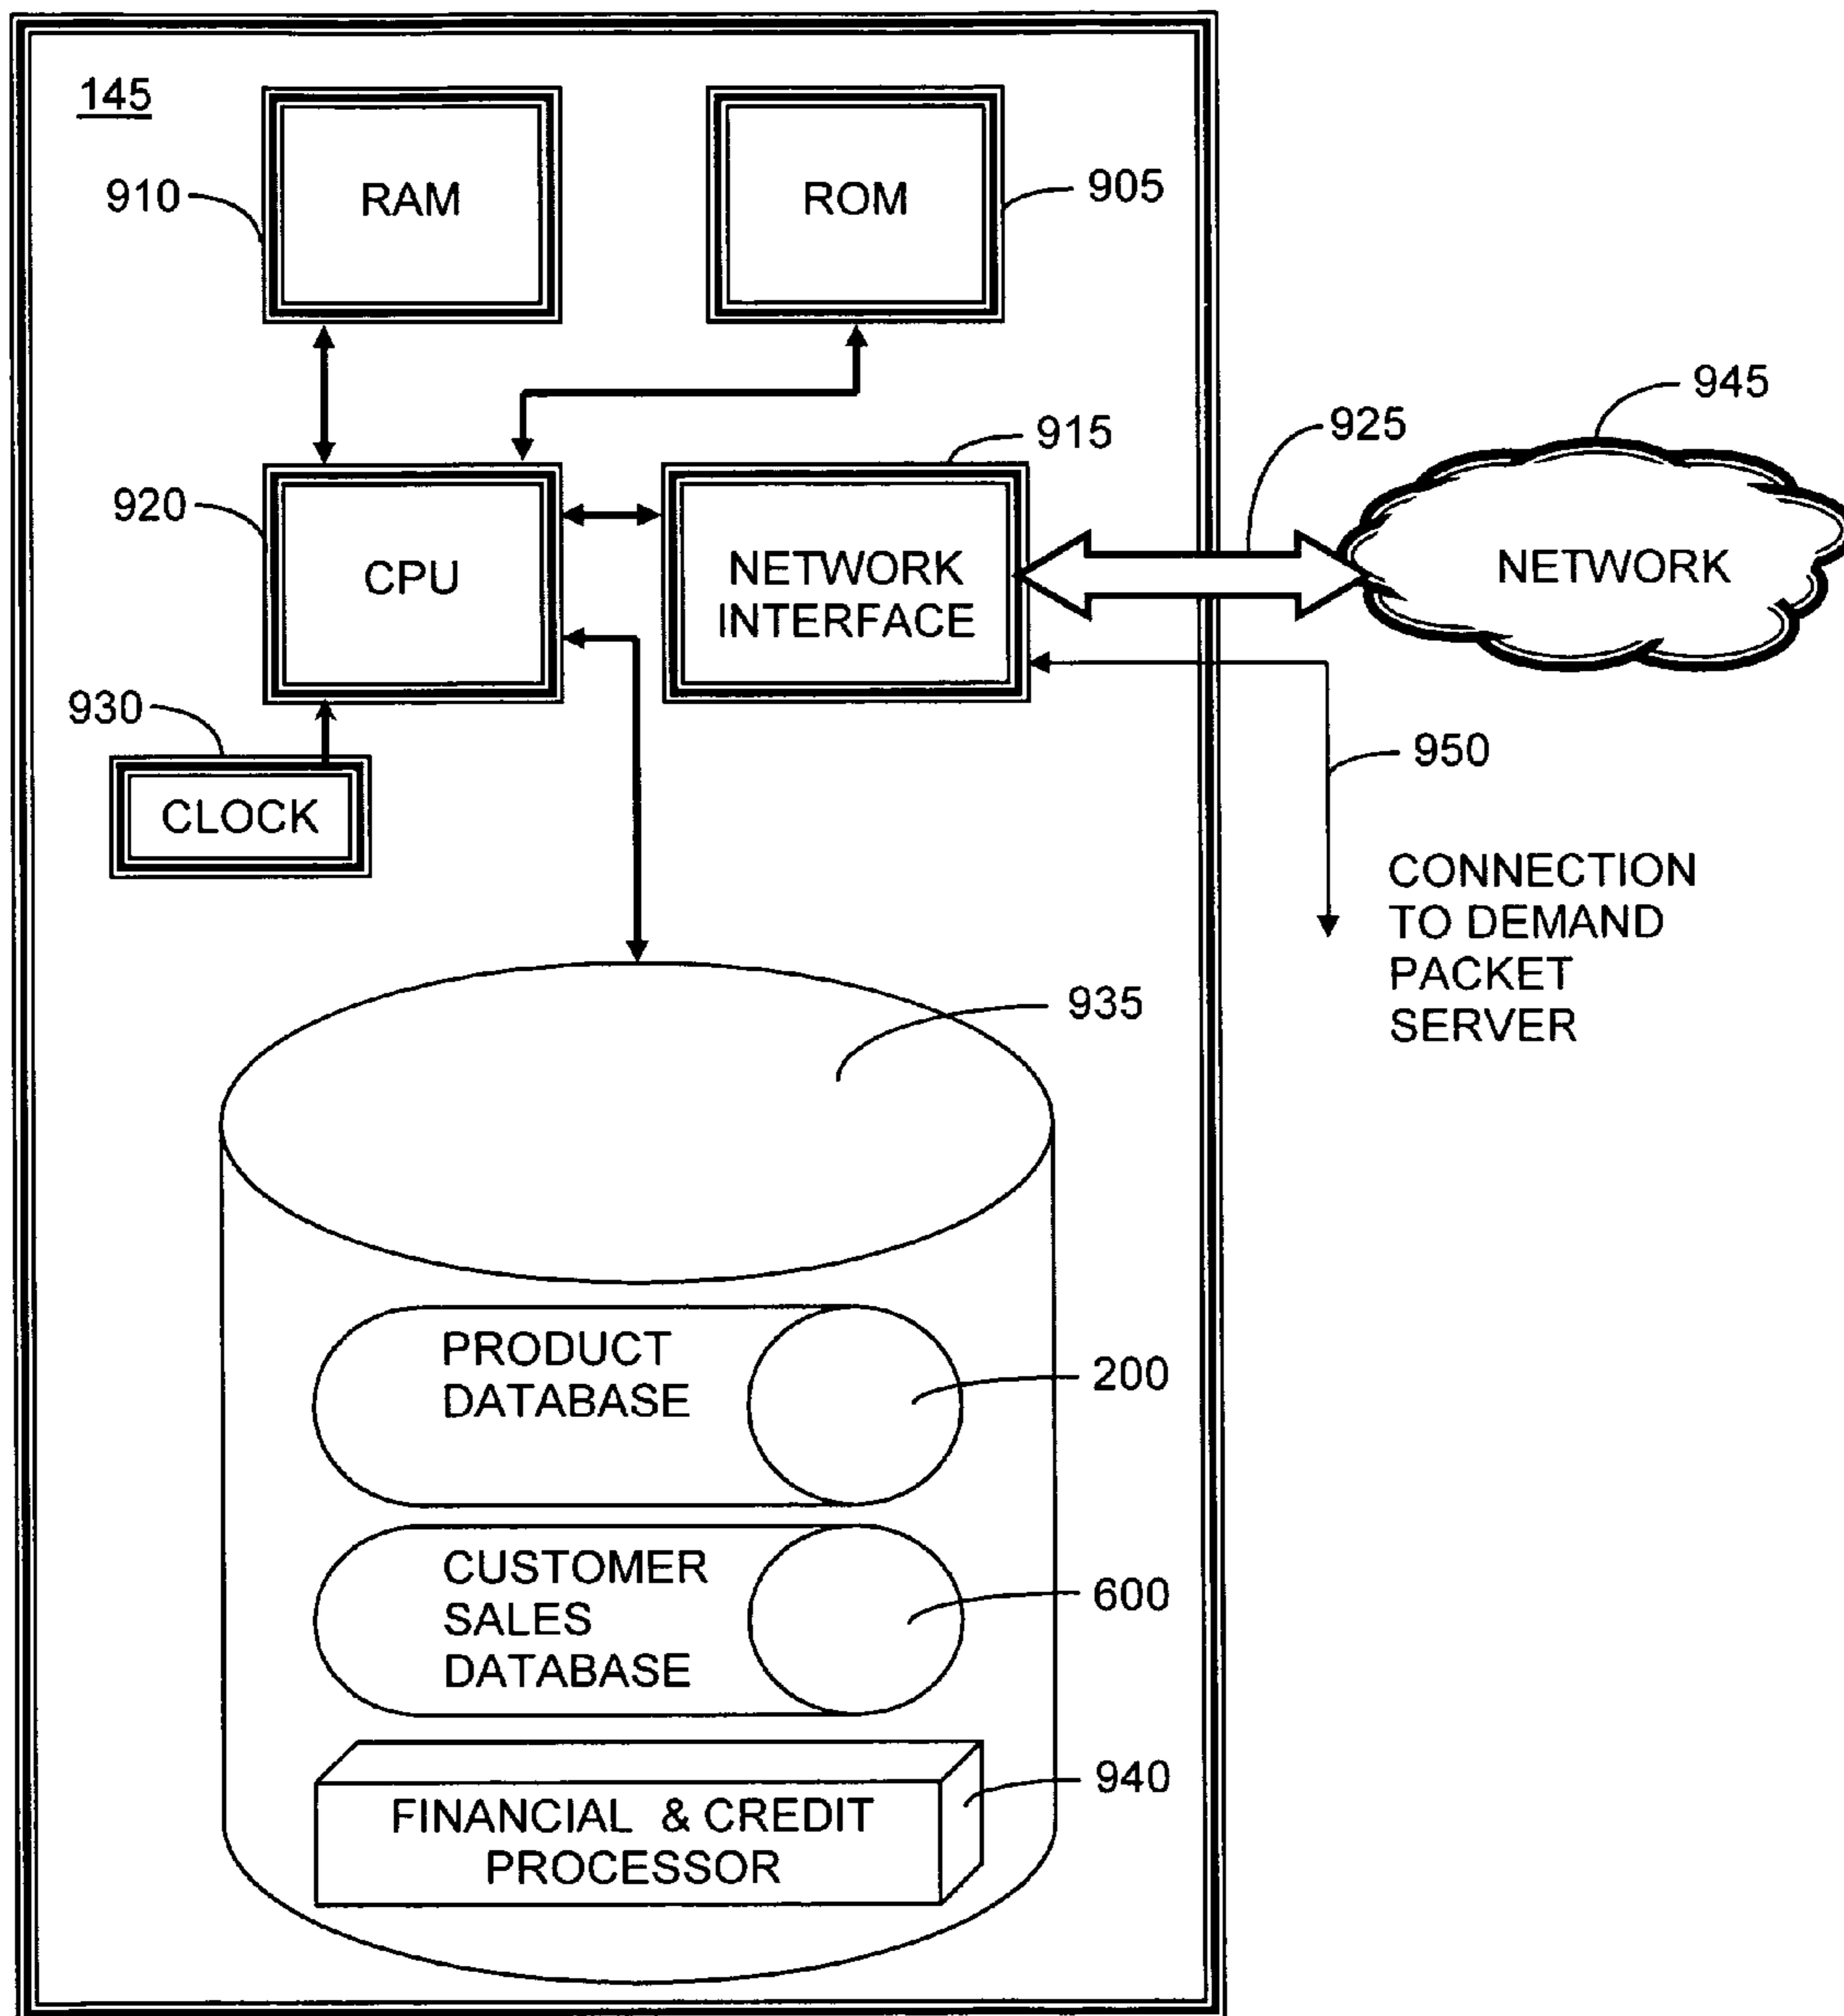 145
910
RAM
ROM
905
945
925
915
920
CPU
NETWORK
INTERFACE
NETWORK
930
CLOCK
950
CONNECTION
TO DEMAND
PACKET
SERVER
935
PRODUCT
DATABASE
200
CUSTOMER
SALES
DATABASE
600
FINANCIAL & CREDIT
PROCESSOR
940